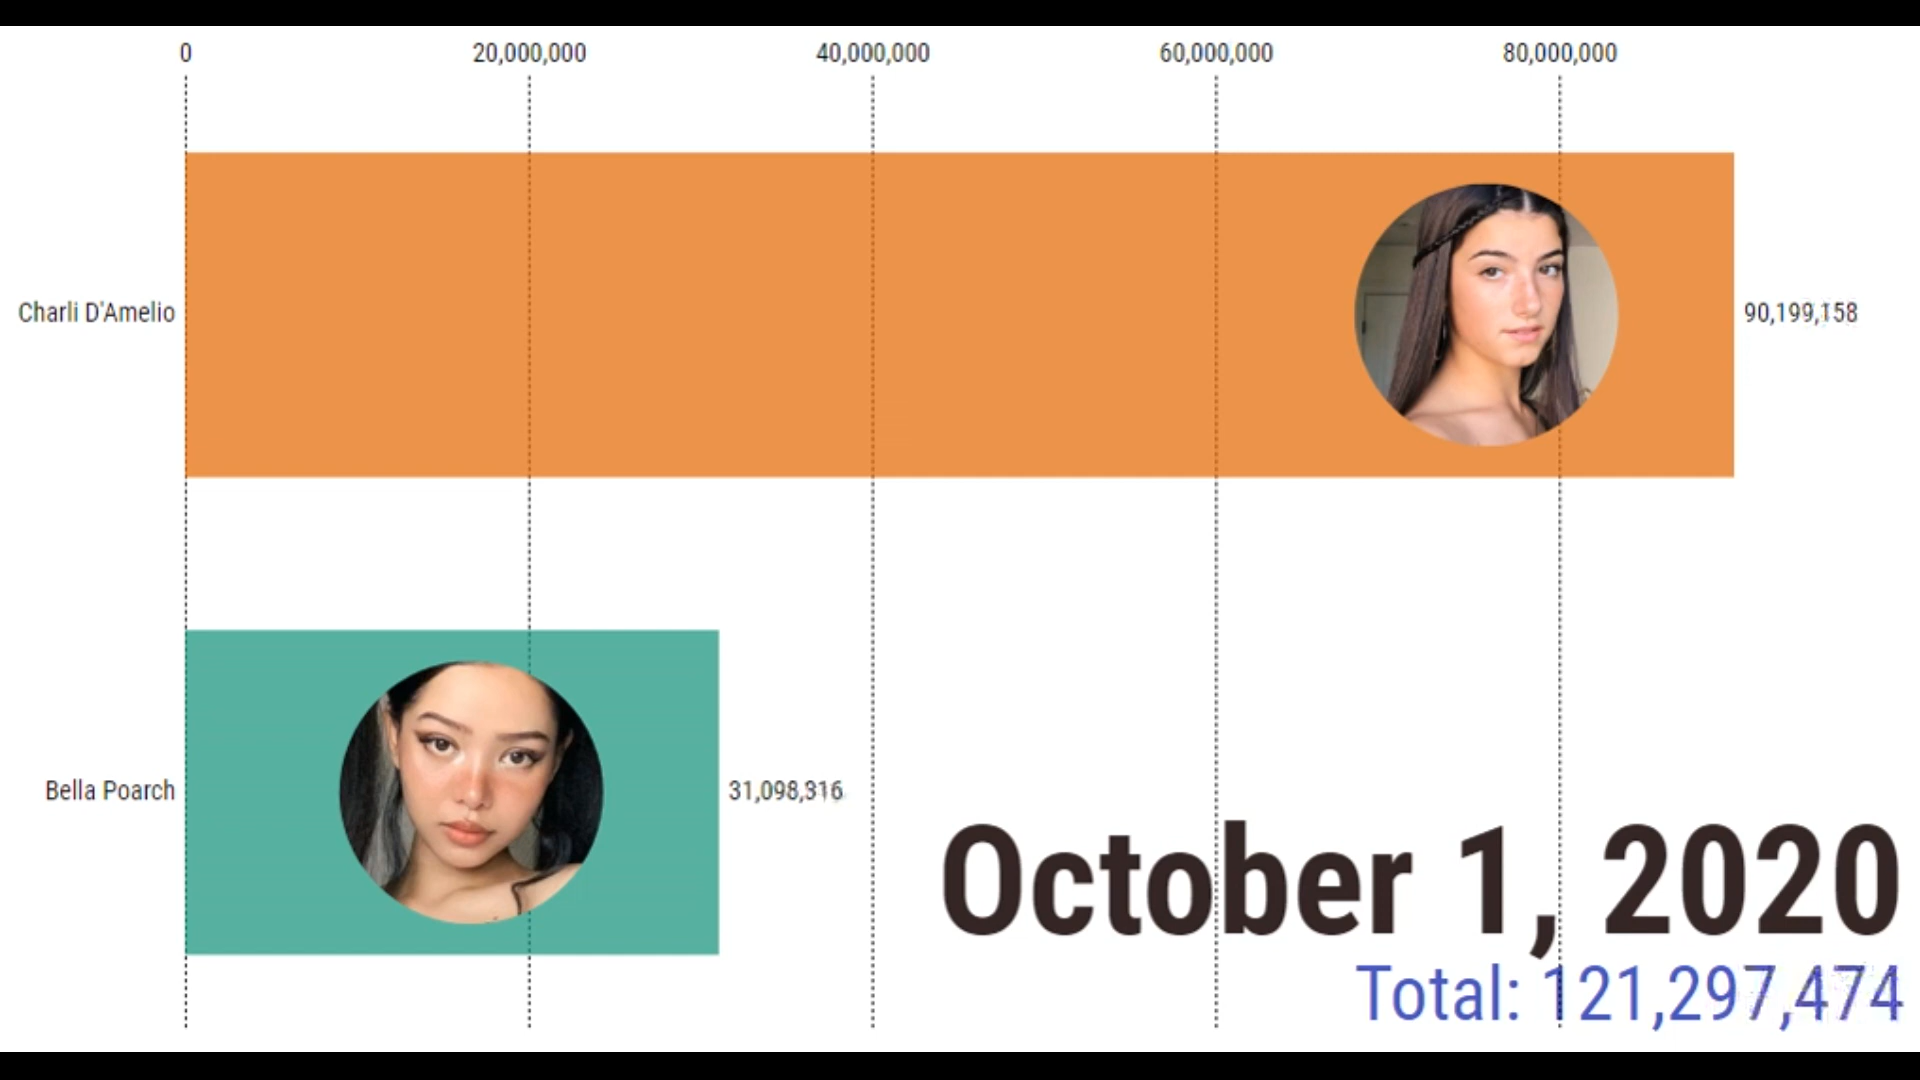 0 20,000,000 40,000,000 60,000,000 80,000,000
Charli D'Amelio 90,199,158
Bella Poarch 31,098,316
October 1, 2020
Total: 121,297,474